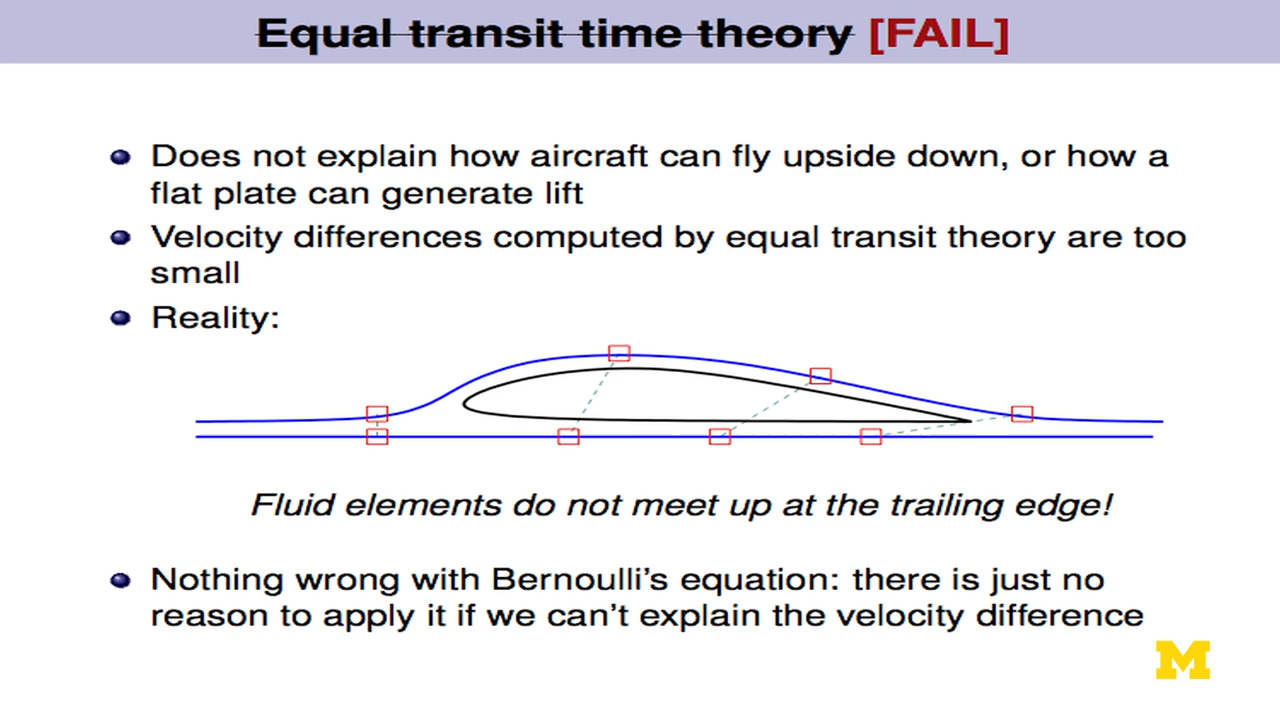 Equal transit time theory [FAIL]
Does not explain how aircraft can fly upside down, or how a
flat plate can generate lift
Velocity differences computed by equal transit theory are too
small
Reality:
Fluid elements do not meet up at the trailing edge!
Nothing wrong with Bernoulli's equation: there is just no
reason to apply it if we can't explain the velocity difference
M